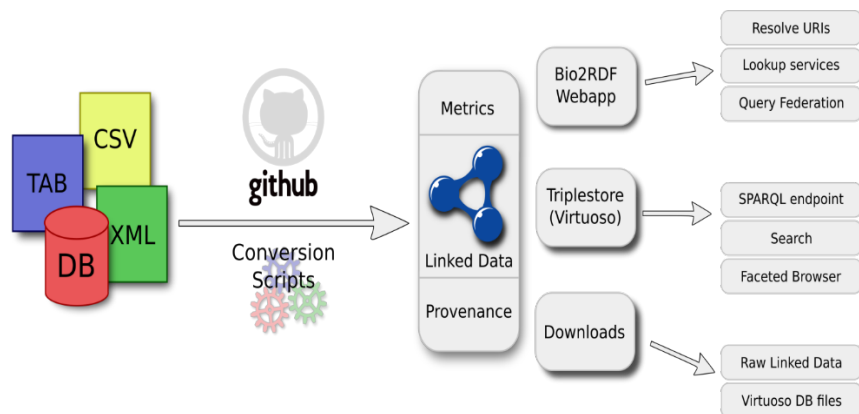 CSV
TAB
XML
DB
github
Conversion
Scripts
Metrics
Linked Data
Provenance
Bio2RDF
Webapp
Triplestore
(Virtuoso)
Downloads
Resolve URIs
Lookup services
Query Federation
SPARQL endpoint
Search
Faceted Browser
Raw Linked Data
Virtuoso DB files